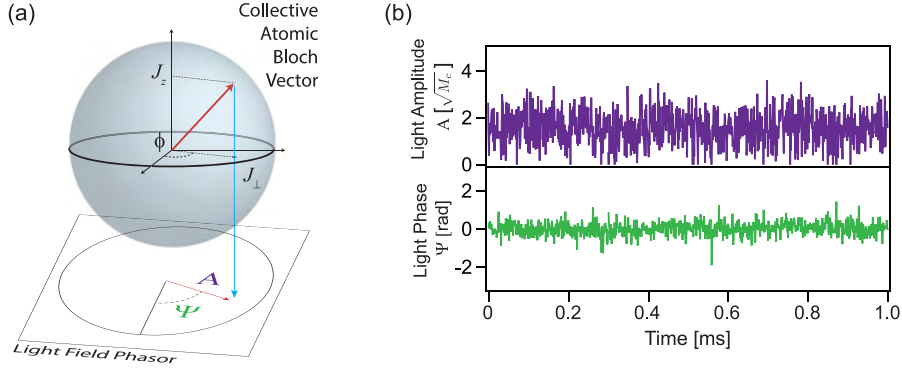 (a)
Collective
Atomic
Bloch
Vector
J_z
ϕ
J_⊥
A
Ψ
Light Field Phasor
(b)
Light Amplitude
A [√M_c]
4
2
0
Light Phase
Ψ [rad]
2
0
-2
0
0.2
0.4
0.6
0.8
1.0
Time [ms]